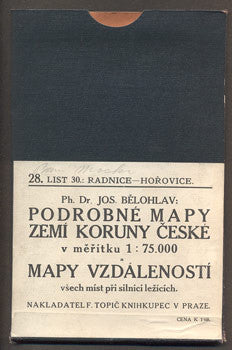 28. LIST 30.: RADNICE—HOŘOVICE.
Ph. Dr. JOS. BĚLOHLAV:
PODROBNÉ MAPY
ZEMÍ KORUNY ČESKÉ
v měřítku 1 : 75.000
a
MAPY VZDÁLENOSTÍ
všech míst při silnici ležících.
NAKLADATEL F. TOPIČ KNIHKUPEC V PRAZE.
CENA K